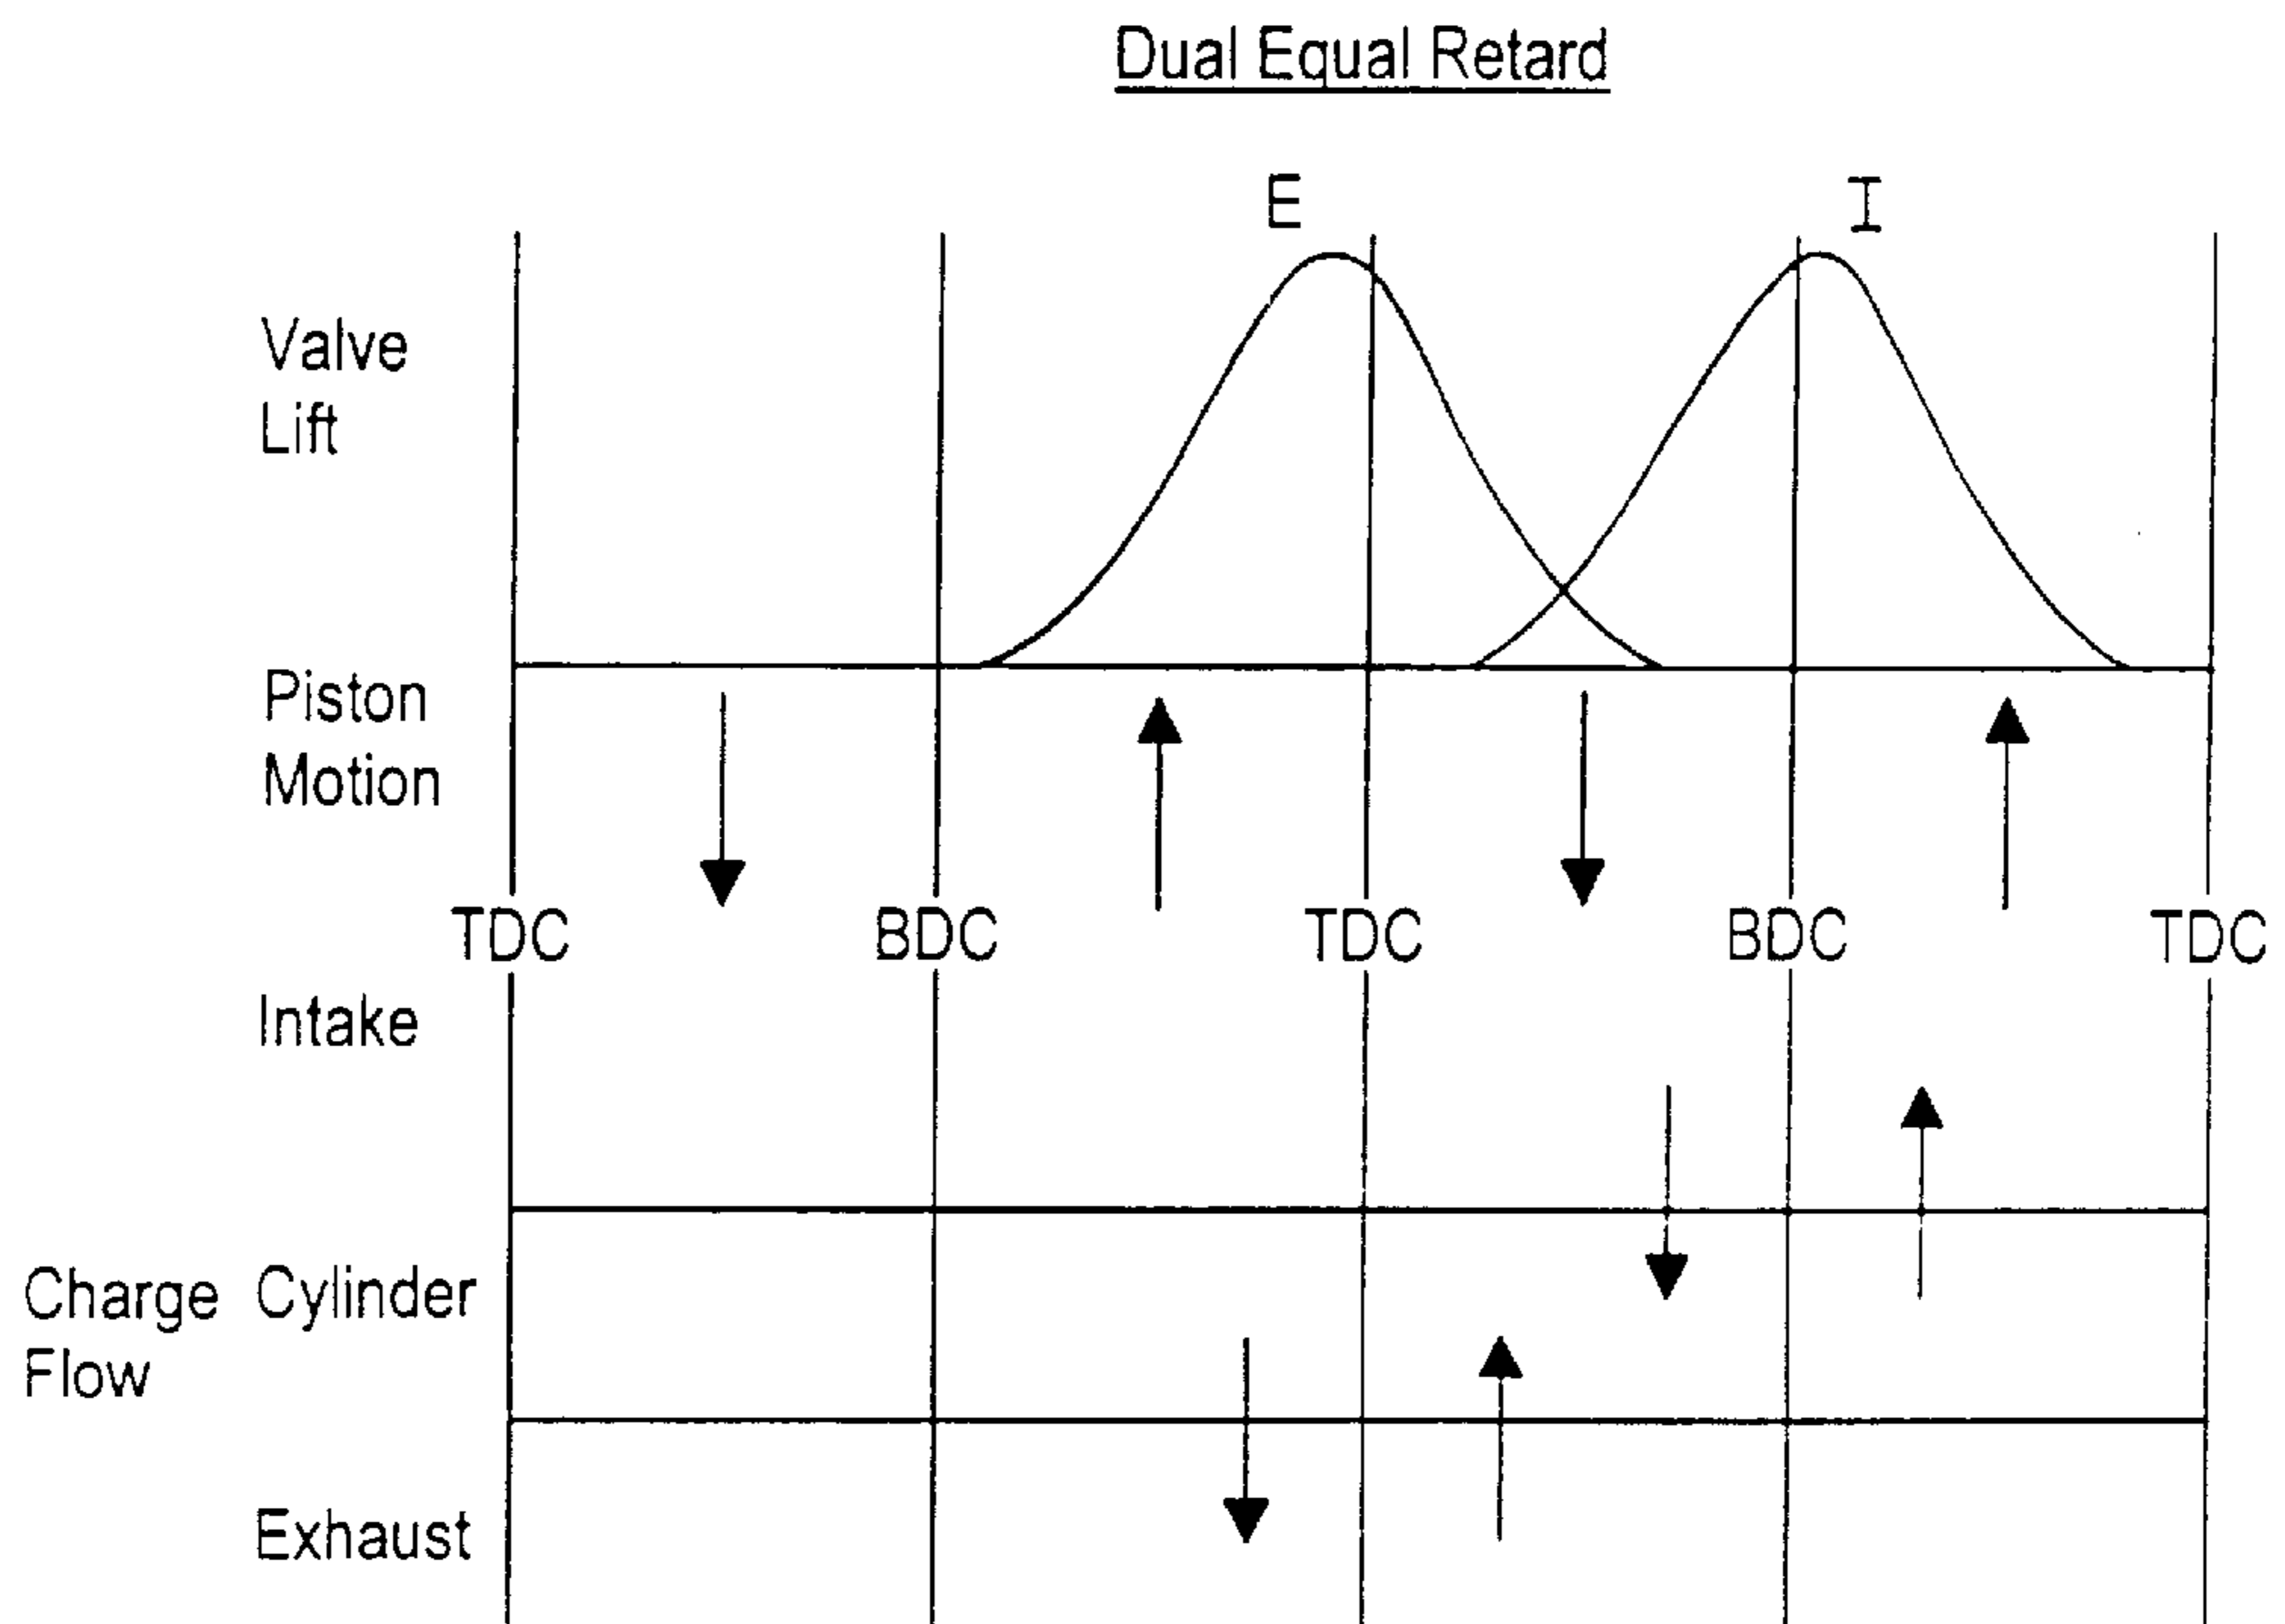 Dual Equal Retard
E I
Valve
Lift
Piston
Motion
TDC BDC TDC BDC TDC
Intake
Charge Cylinder
Flow
Exhaust